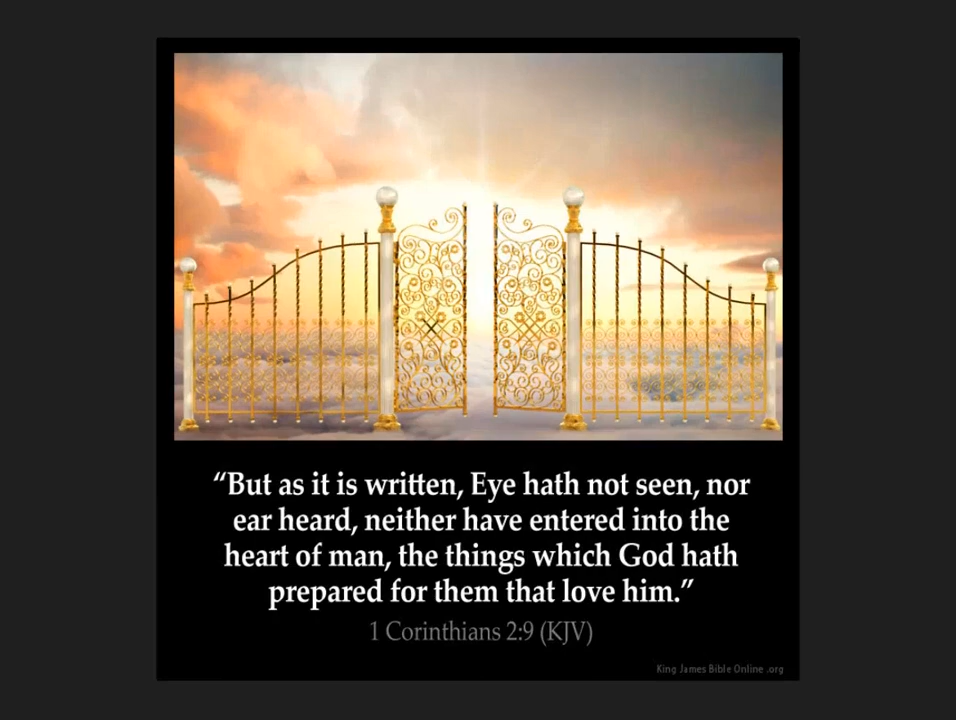 “But as it is written, Eye hath not seen, nor
ear heard, neither have entered into the
heart of man, the things which God hath
prepared for them that love him.”
1 Corinthians 2:9 (KJV)
King James Bible Online .org